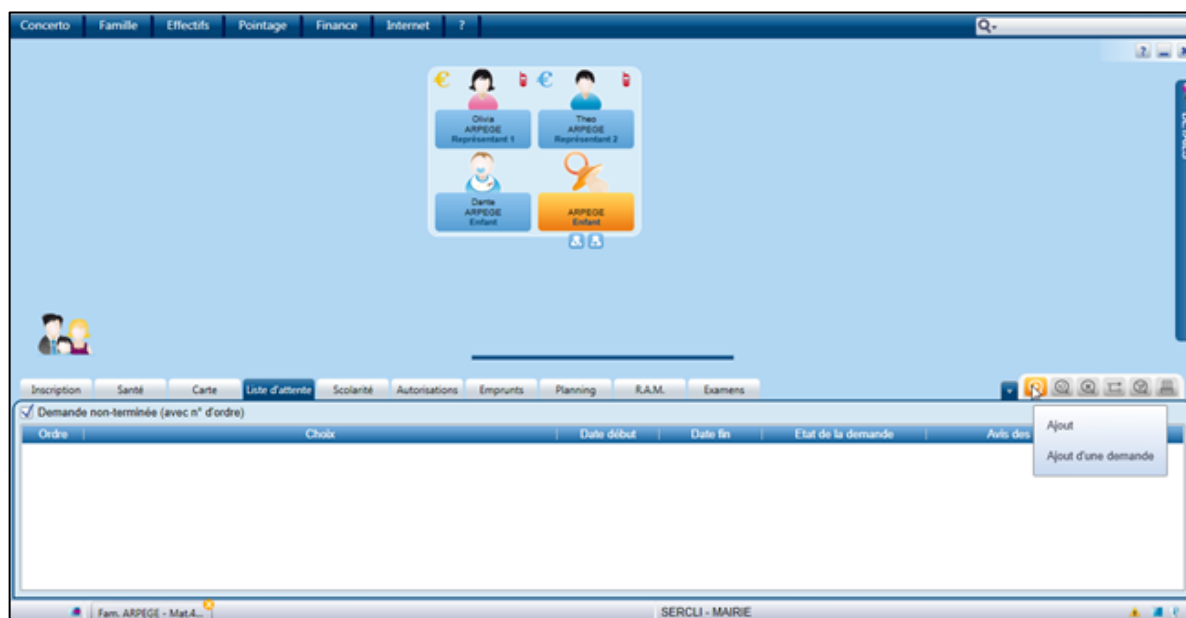 Concerto Famille Effectifs Pointage Finance Internet ?
Olivia
ARPEGE
Représentant 1
Theo
ARPEGE
Représentant 2
Dante
ARPEGE
Enfant
ARPEGE
Enfant
Inscription Santé Carte Liste d'attente Scolarité Autorisations Emprunts Planning R.A.M. Examens
Demande non-terminée (avec n° d'ordre)
Ordre Choix Date début Date fin Etat de la demande Avis des
Ajout
Ajout d'une demande
Fam. ARPEGE - Mat.4... SERCLI - MAIRIE